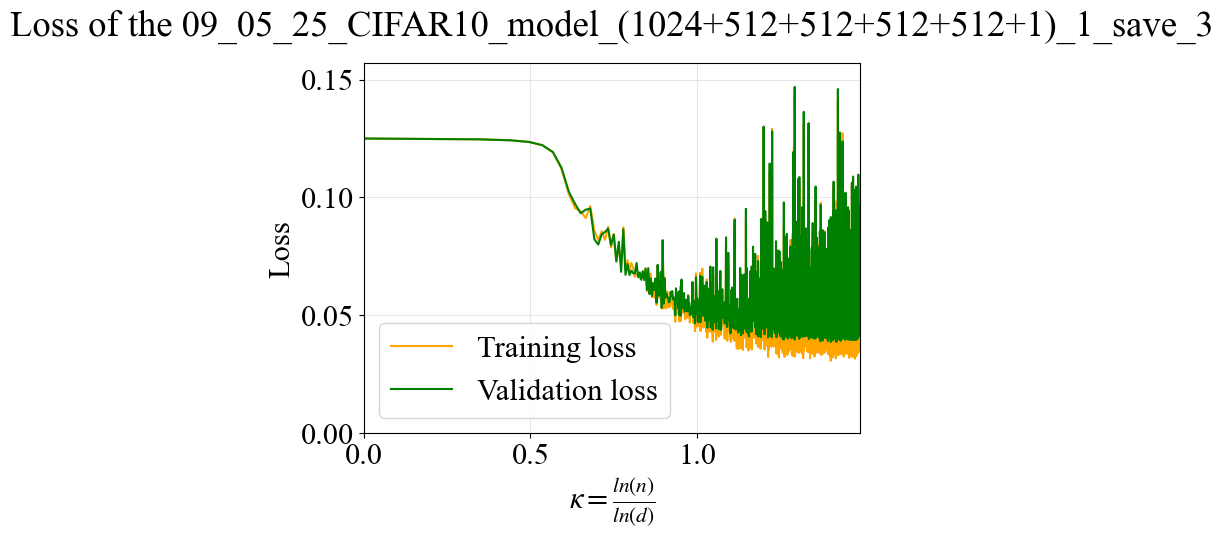 Loss of the 09_05_25_CIFAR10_model_(1024+512+512+512+512+1)_1_save_3
0.15
0.10
0.05
0.00
Loss
Training loss
Validation loss
0.0 0.5 1.0
κ = ln(n)/ln(d)